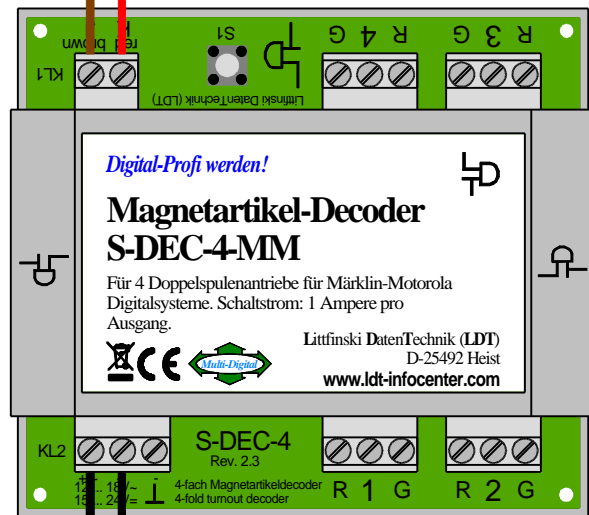 red brown
KL1
S1
R 4 G
R 3 G
Littfinski DatenTechnik (LDT)
Digital-Profi werden!
Magnetartikel-Decoder
S-DEC-4-MM
Für 4 Doppelspulenantriebe für Märklin-Motorola
Digitalsysteme. Schaltstrom: 1 Ampere pro
Ausgang.
Littfinski DatenTechnik (LDT)
D-25492 Heist
www.ldt-infocenter.com
CE
Multi-Digital
KL2
S-DEC-4
Rev. 2.3
4-fach Magnetartikeldecoder
4-fold turnout decoder
R 1 G
R 2 G